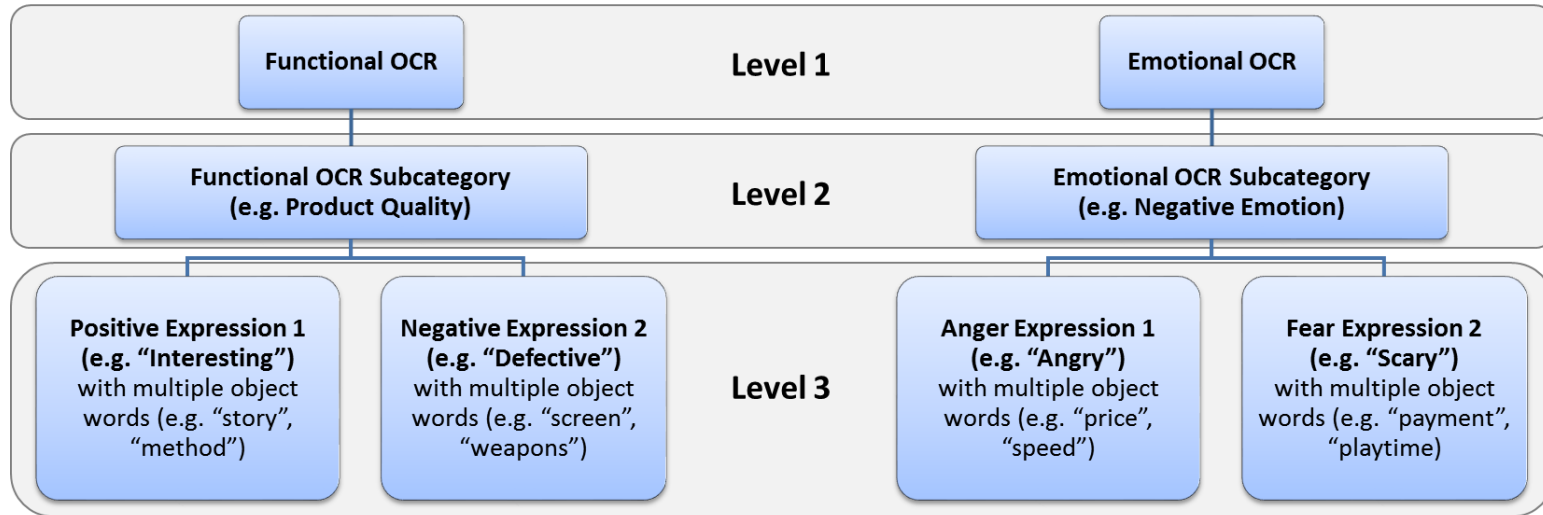 Functional OCR
Level 1
Emotional OCR
Functional OCR Subcategory
(e.g. Product Quality)
Level 2
Emotional OCR Subcategory
(e.g. Negative Emotion)
Positive Expression 1
(e.g. “Interesting”)
with multiple object
words (e.g. “story”,
“method”)
Negative Expression 2
(e.g. “Defective”)
with multiple object
words (e.g. “screen”,
“weapons”)
Level 3
Anger Expression 1
(e.g. “Angry”)
with multiple object
words (e.g. “price”,
“speed”)
Fear Expression 2
(e.g. “Scary”)
with multiple object
words (e.g. “payment”,
“playtime)